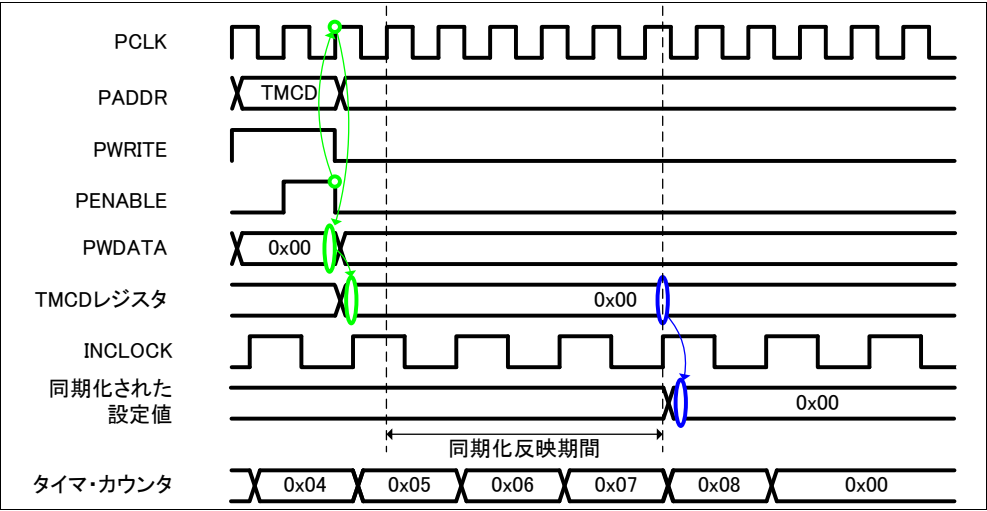 PCLK
PADDR
TMCD
PWRITE
PENABLE
PWDATA
0x00
TMCDレジスタ
0x00
INCLOCK
同期化された
設定値
0x00
同期化反映期間
タイマ・カウンタ
0x04
0x05
0x06
0x07
0x08
0x00